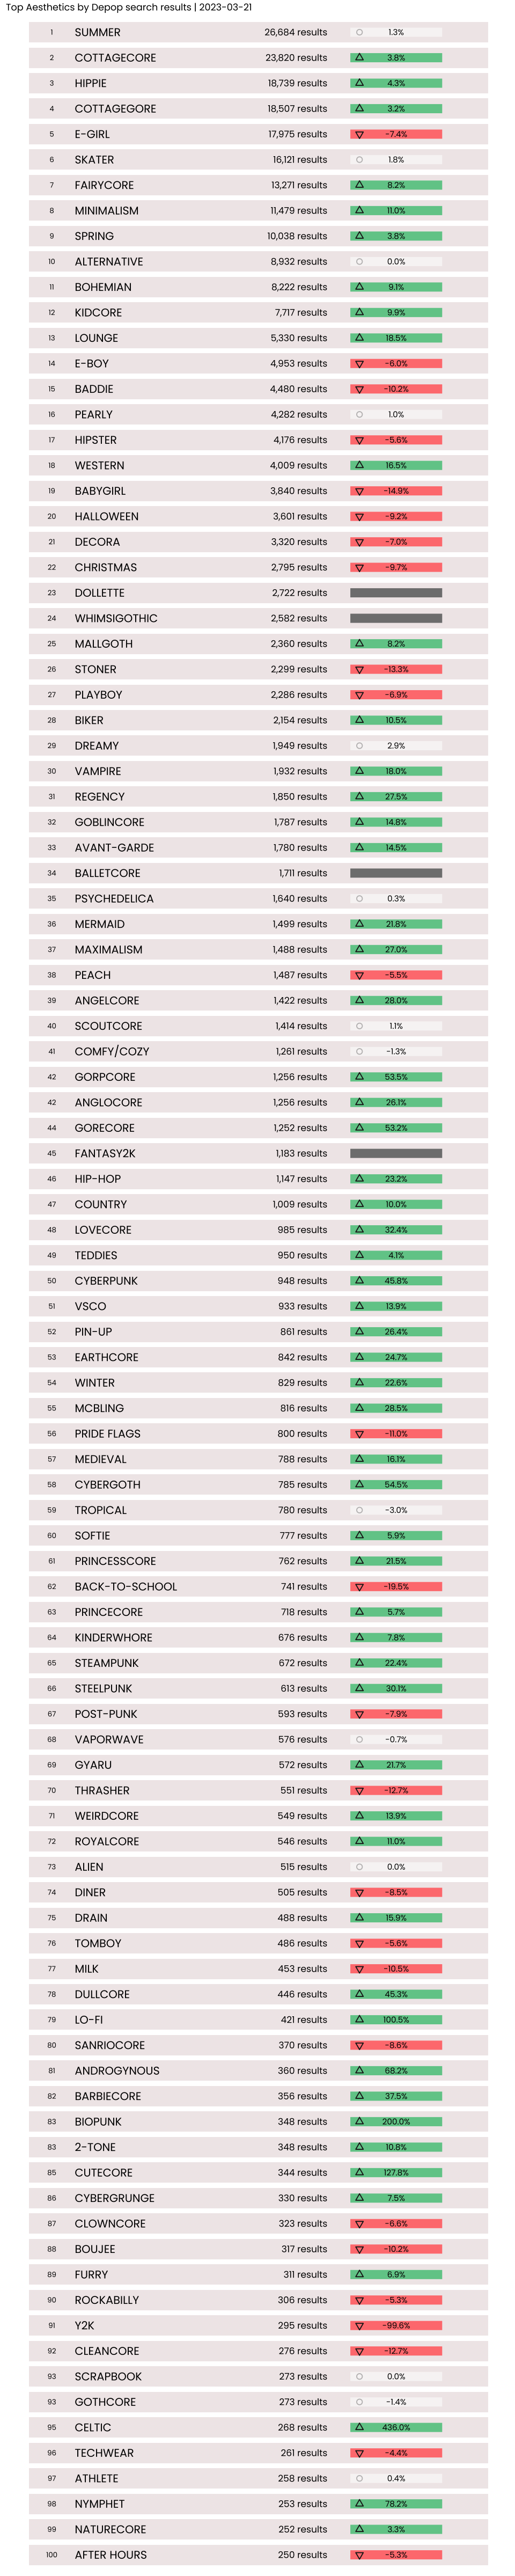 Top Aesthetics by Depop search results | 2023-03-21
1 SUMMER 26,684 results 1.3%
2 COTTAGECORE 23,820 results 3.8%
3 HIPPIE 18,739 results 4.3%
4 COTTAGEGORE 18,507 results 3.2%
5 E-GIRL 17,975 results -7.4%
6 SKATER 16,121 results 1.8%
7 FAIRYCORE 13,271 results 8.2%
8 MINIMALISM 11,479 results 11.0%
9 SPRING 10,038 results 3.8%
10 ALTERNATIVE 8,932 results 0.0%
11 BOHEMIAN 8,222 results 9.1%
12 KIDCORE 7,717 results 9.9%
13 LOUNGE 5,330 results 18.5%
14 E-BOY 4,953 results -6.0%
15 BADDIE 4,480 results -10.2%
16 PEARLY 4,282 results 1.0%
17 HIPSTER 4,176 results -5.6%
18 WESTERN 4,009 results 16.5%
19 BABYGIRL 3,840 results -14.9%
20 HALLOWEEN 3,601 results -9.2%
21 DECORA 3,320 results -7.0%
22 CHRISTMAS 2,795 results -9.7%
23 DOLLETTE 2,722 results
24 WHIMSIGOTHIC 2,582 results
25 MALLGOTH 2,360 results 8.2%
26 STONER 2,299 results -13.3%
27 PLAYBOY 2,286 results -6.9%
28 BIKER 2,154 results 10.5%
29 DREAMY 1,949 results 2.9%
30 VAMPIRE 1,932 results 18.0%
31 REGENCY 1,850 results 27.5%
32 GOBLINCORE 1,787 results 14.8%
33 AVANT-GARDE 1,780 results 14.5%
34 BALLETCORE 1,711 results
35 PSYCHEDELICA 1,640 results 0.3%
36 MERMAID 1,499 results 21.8%
37 MAXIMALISM 1,488 results 27.0%
38 PEACH 1,487 results -5.5%
39 ANGELCORE 1,422 results 28.0%
40 SCOUTCORE 1,414 results 1.1%
41 COMFY/COZY 1,261 results -1.3%
42 GORPCORE 1,256 results 53.5%
42 ANGLOCORE 1,256 results 26.1%
44 GORECORE 1,252 results 53.2%
45 FANTASY2K 1,183 results
46 HIP-HOP 1,147 results 23.2%
47 COUNTRY 1,009 results 10.0%
48 LOVECORE 985 results 32.4%
49 TEDDIES 950 results 4.1%
50 CYBERPUNK 948 results 45.8%
51 VSCO 933 results 13.9%
52 PIN-UP 861 results 26.4%
53 EARTHCORE 842 results 24.7%
54 WINTER 829 results 22.6%
55 MCBLING 816 results 28.5%
56 PRIDE FLAGS 800 results -11.0%
57 MEDIEVAL 788 results 16.1%
58 CYBERGOTH 785 results 54.5%
59 TROPICAL 780 results -3.0%
60 SOFTIE 777 results 5.9%
61 PRINCESSCORE 762 results 21.5%
62 BACK-TO-SCHOOL 741 results -19.5%
63 PRINCECORE 718 results 5.7%
64 KINDERWHORE 676 results 7.8%
65 STEAMPUNK 672 results 22.4%
66 STEELPUNK 613 results 30.1%
67 POST-PUNK 593 results -7.9%
68 VAPORWAVE 576 results -0.7%
69 GYARU 572 results 21.7%
70 THRASHER 551 results -12.7%
71 WEIRDCORE 549 results 13.9%
72 ROYALCORE 546 results 11.0%
73 ALIEN 515 results 0.0%
74 DINER 505 results -8.5%
75 DRAIN 488 results 15.9%
76 TOMBOY 486 results -5.6%
77 MILK 453 results -10.5%
78 DULLCORE 446 results 45.3%
79 LO-FI 421 results 100.5%
80 SANRIOCORE 370 results -8.6%
81 ANDROGYNOUS 360 results 68.2%
82 BARBIECORE 356 results 37.5%
83 BIOPUNK 348 results 200.0%
83 2-TONE 348 results 10.8%
85 CUTECORE 344 results 127.8%
86 CYBERGRUNGE 330 results 7.5%
87 CLOWNCORE 323 results -6.6%
88 BOUJEE 317 results -10.2%
89 FURRY 311 results 6.9%
90 ROCKABILLY 306 results -5.3%
91 Y2K 295 results -99.6%
92 CLEANCORE 276 results -12.7%
93 SCRAPBOOK 273 results 0.0%
93 GOTHCORE 273 results -1.4%
95 CELTIC 268 results 436.0%
96 TECHWEAR 261 results -4.4%
97 ATHLETE 258 results 0.4%
98 NYMPHET 253 results 78.2%
99 NATURECORE 252 results 3.3%
100 AFTER HOURS 250 results -5.3%